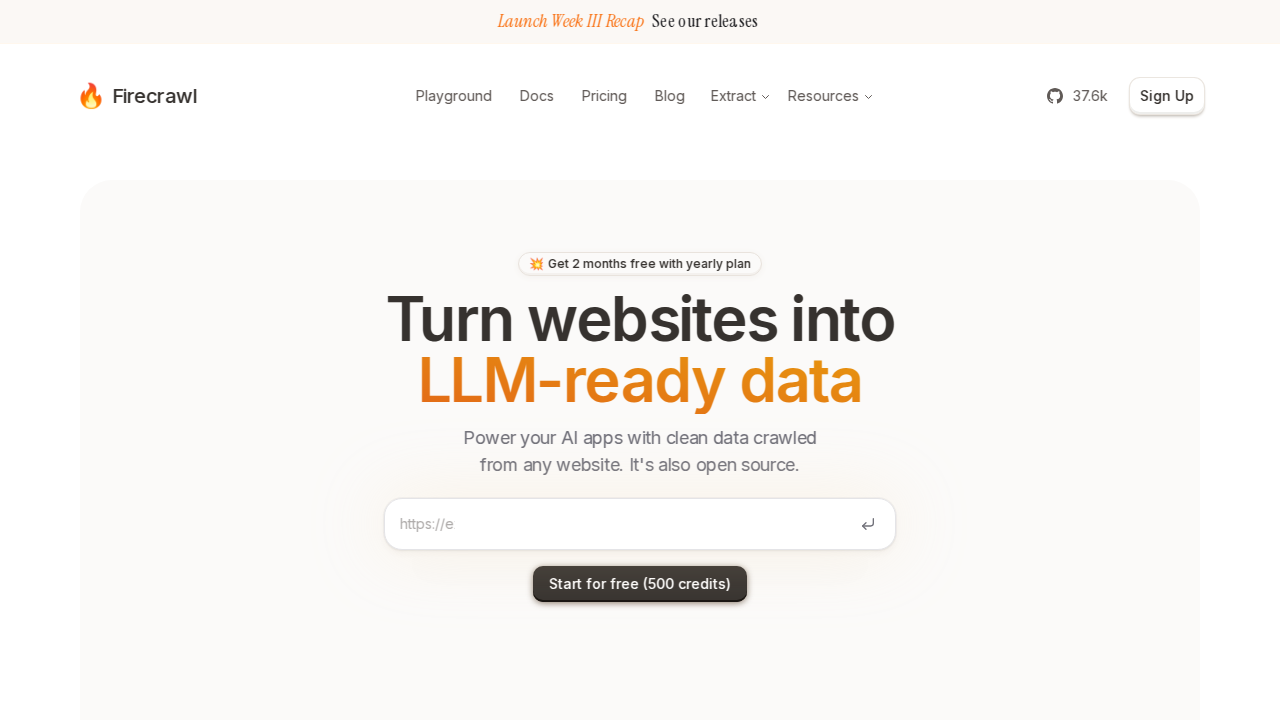 Launch Week III Recap See our releases
🔥 Firecrawl
Playground Docs Pricing Blog Extract Resources
37.6k Sign Up
💥 Get 2 months free with yearly plan
Turn websites into
LLM-ready data
Power your AI apps with clean data crawled
from any website. It's also open source.
https://e
Start for free (500 credits)